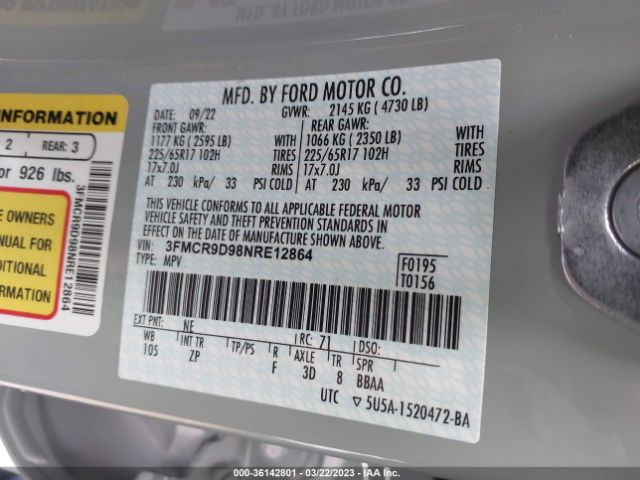 MFD. BY FORD MOTOR CO.
DATE: 09/22 GVWR: 2145 KG ( 4730 LB)
FRONT GAWR: REAR GAWR:
1177 KG ( 2595 LB) WITH 1066 KG ( 2350 LB) WITH
225/65R17 102H TIRES 225/65R17 102H TIRES
17x7.0J RIMS 17x7.0J RIMS
AT 230 kPa/ 33 PSI COLD AT 230 kPa/ 33 PSI COLD
THIS VEHICLE CONFORMS TO ALL APPLICABLE FEDERAL MOTOR
VEHICLE SAFETY AND THEFT PREVENTION STANDARDS IN
EFFECT ON THE DATE OF MANUFACTURE SHOWN ABOVE.
VIN: 3FMCR9D98NRE12864
TYPE: MPV
F0195
T0156
EXT PNT: NE RC: 71 DSO:
WB INT TR TP/PS R AXLE TR SPR
105 ZP F 3D 8 BBAA
UTC ▽ 5U5A-1520472-BA
INFORMATION
2 REAR: 3
or 926 lbs.
OWNERS
MANUAL FOR
ADDITIONAL
INFORMATION
3FMCR9D98NRE12864
000-36142801 - 03/22/2023 - IAAI.com